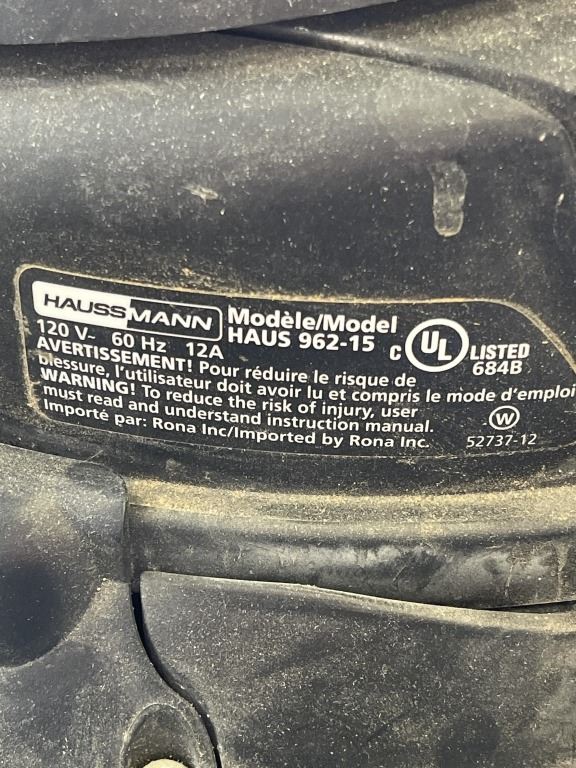 HAUSSMANN Modèle/Model
120 V~ 60 Hz 12A HAUS 962-15 C UL LISTED
684B
AVERTISSEMENT! Pour réduire le risque de
blessure, l'utilisateur doit avoir lu et compris le mode d'emploi
WARNING! To reduce the risk of injury, user
must read and understand instruction manual.
W
Importé par: Rona Inc/Imported by Rona Inc. 52737-12